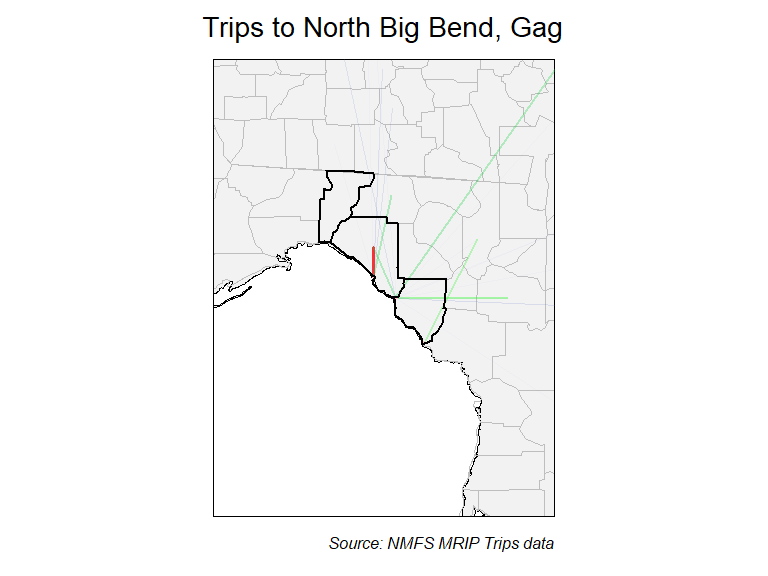 Trips to North Big Bend, Gag
Source: NMFS MRIP Trips data